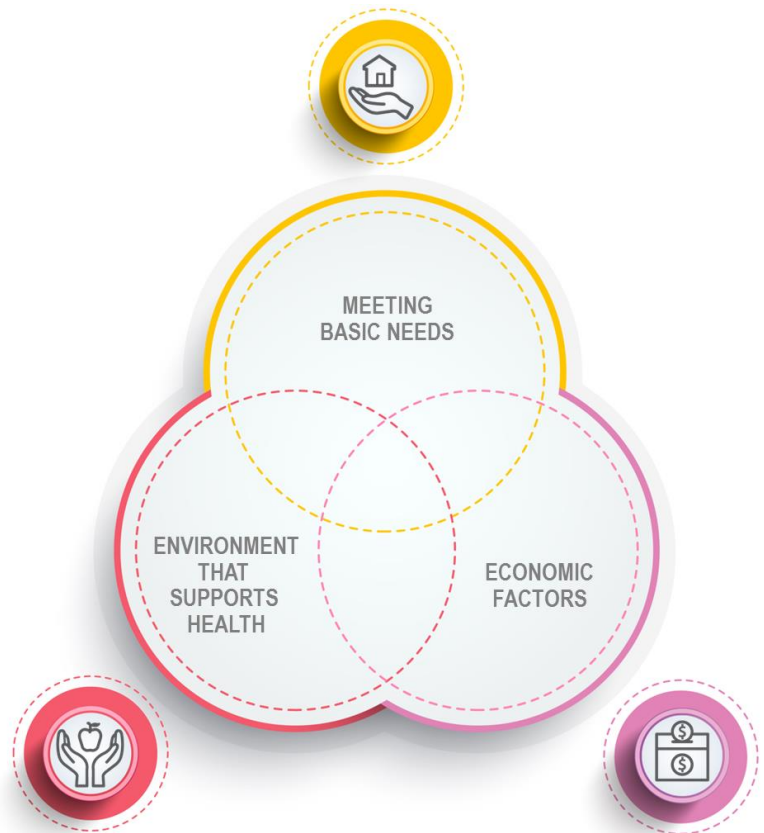 MEETING
BASIC NEEDS
ENVIRONMENT
THAT
SUPPORTS
HEALTH
ECONOMIC
FACTORS
$
$